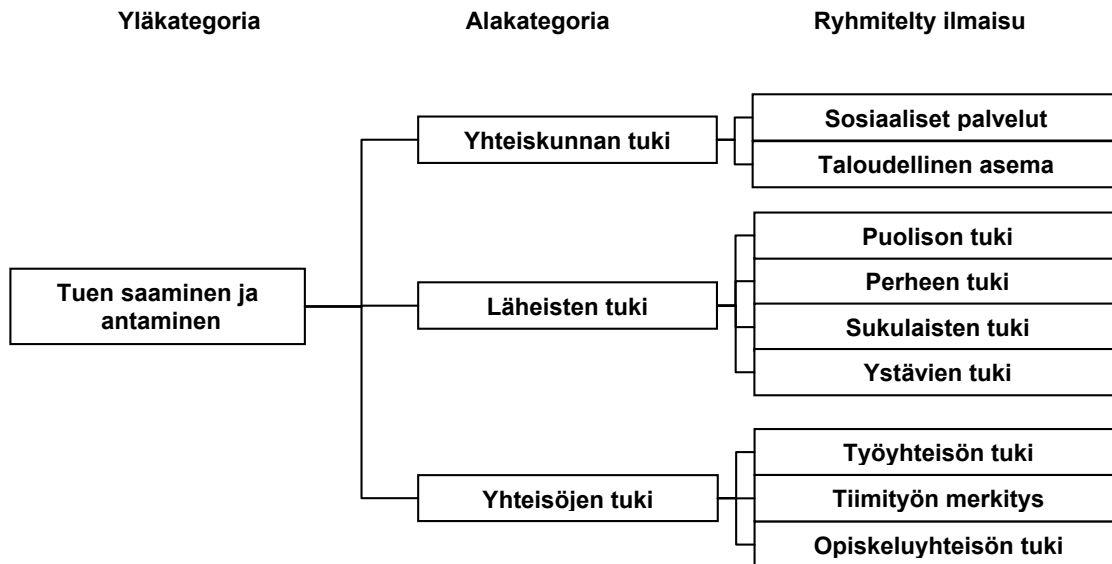 Yläkategoria
Alakategoria
Ryhmitelty ilmaisu
Sosiaaliset palvelut
Yhteiskunnan tuki
Taloudellinen asema
Puolison tuki
Perheen tuki
Tuen saaminen ja
antaminen
Läheisten tuki
Sukulaisten tuki
Ystävien tuki
Työyhteisön tuki
Yhteisöjen tuki
Tiimityön merkitys
Opiskeluyhteisön tuki